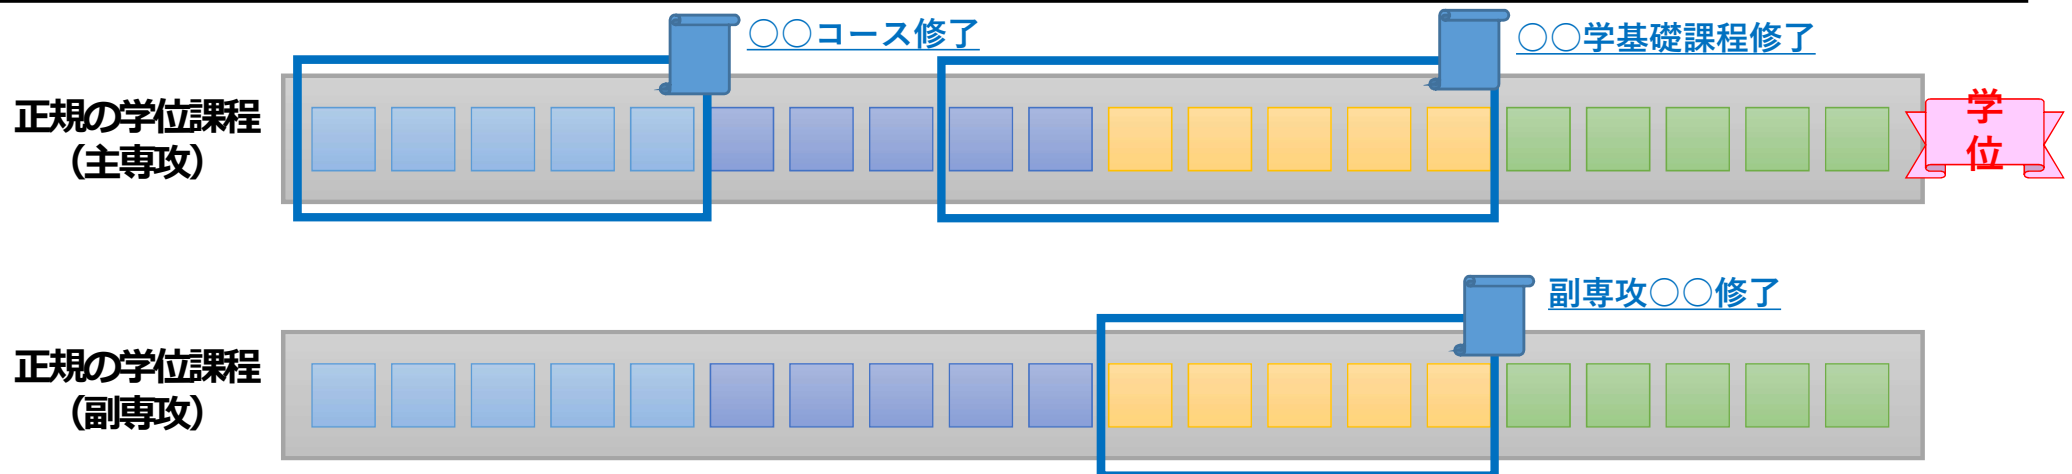 ○○コース修了
○○学基礎課程修了
正規の学位課程
（主専攻）
学
位
副専攻○○修了
正規の学位課程
（副専攻）